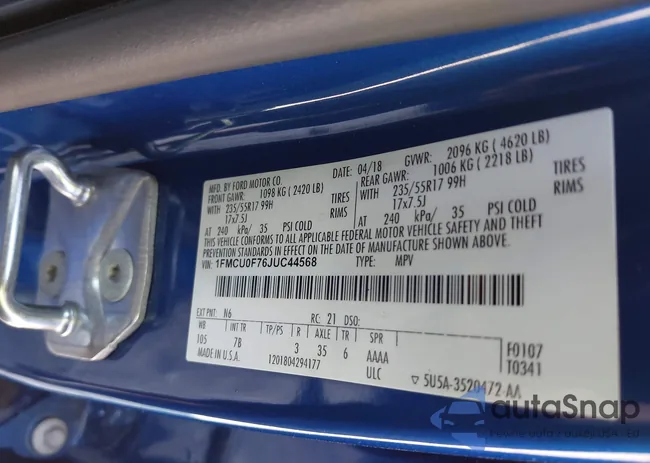 MFD. BY FORD MOTOR CO.
DATE: 04/18 GVWR: 2096 KG ( 4620 LB)
FRONT GAWR: 1098 KG ( 2420 LB)
REAR GAWR: 1006 KG ( 2218 LB)
WITH 235/55R17 99H TIRES
WITH 235/55R17 99H TIRES
17x7.5J RIMS
17x7.5J RIMS
AT 240 kPa/ 35 PSI COLD
AT 240 kPa/ 35 PSI COLD
THIS VEHICLE CONFORMS TO ALL APPLICABLE FEDERAL MOTOR VEHICLE SAFETY AND THEFT
PREVENTION STANDARDS IN EFFECT ON THE DATE OF MANUFACTURE SHOWN ABOVE.
VIN: 1FMCU0F76JUC44568 TYPE: MPV
EXT PNT: N6 RC: 21 DSO:
WB INT TR TP/PS R AXLE TR SPR
105 7B 3 35 6 AAAA
MADE IN U.S.A. 1201804294177 ULC
F0107
T0341
▽ 5U5A-3520472-AA
autoSnap